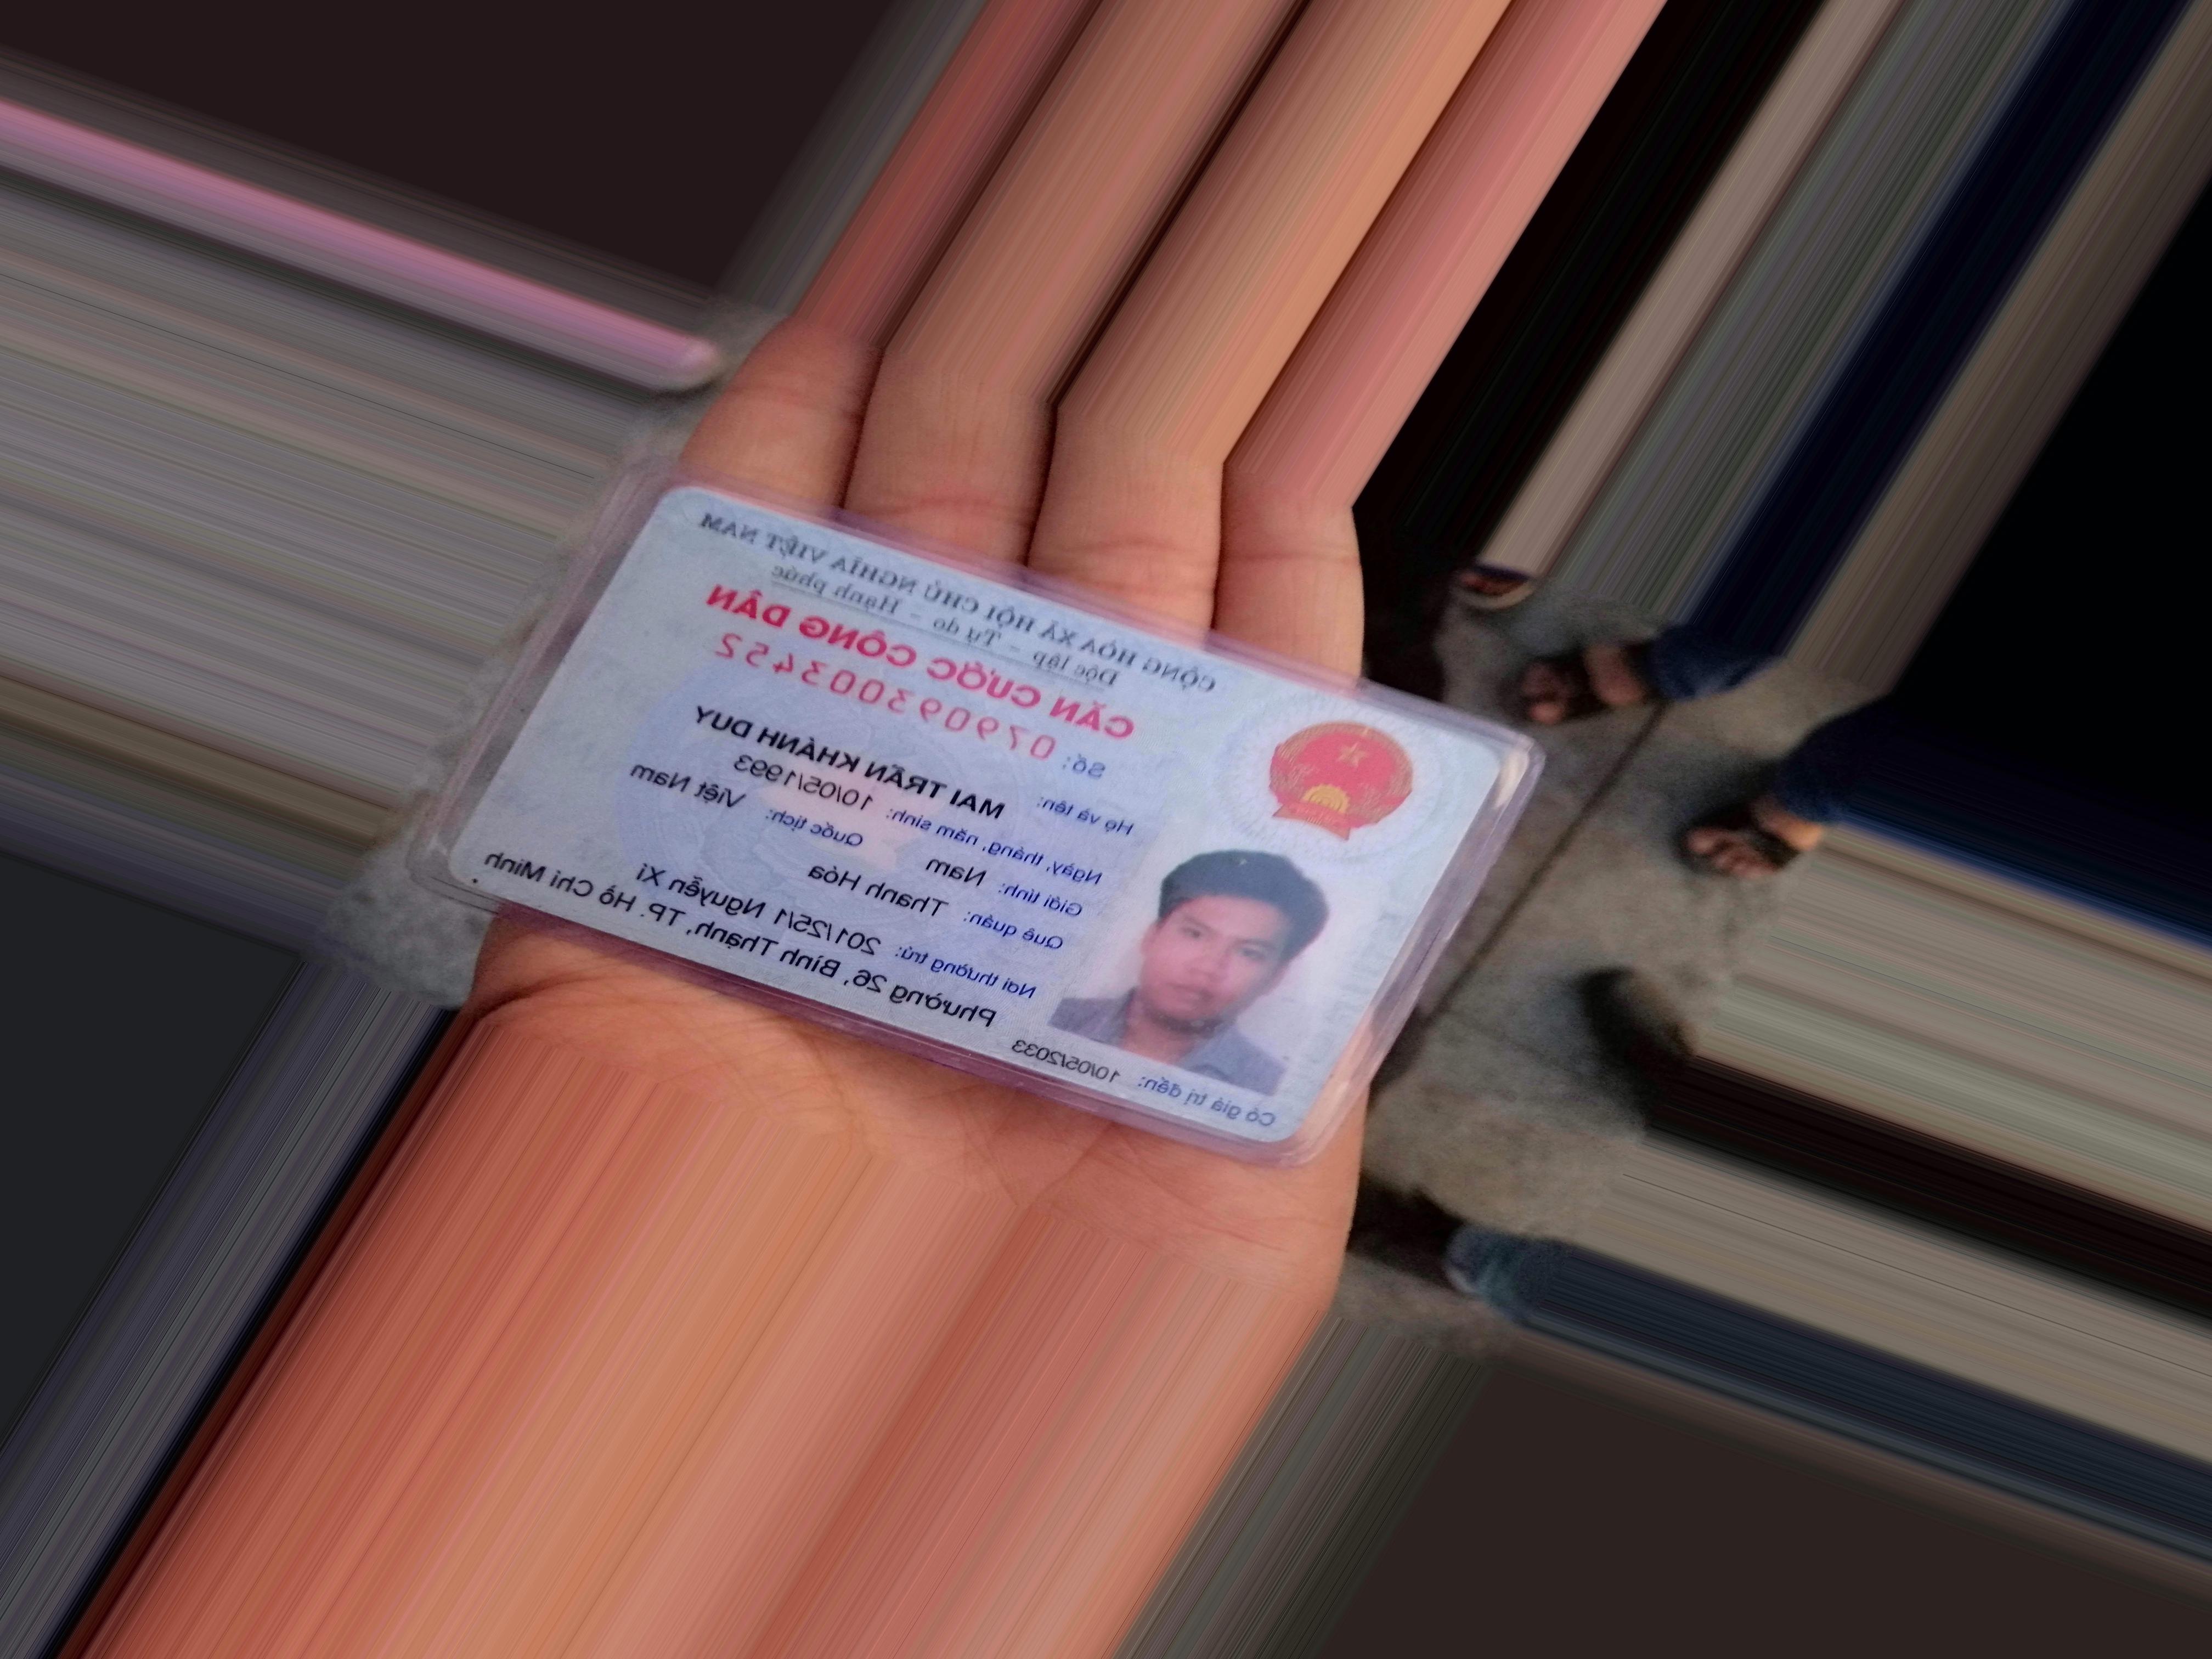 CỘNG HÒA XÃ HỘI CHỦ NGHĨA VIỆT NAM
Độc lập – Tự do – Hạnh phúc
CĂN CƯỚC CÔNG DÂN
Số: 079093003452
Họ và tên: MAI TRẦN KHÁNH DUY
Ngày, tháng, năm sinh: 10/05/1993
Giới tính: Nam Quốc tịch: Việt Nam
Quê quán: Thanh Hóa
Nơi thường trú: 201/25/1 Nguyễn Xí
Phường 26, Bình Thạnh, TP. Hồ Chí Minh
Có giá trị đến: 10/05/2033